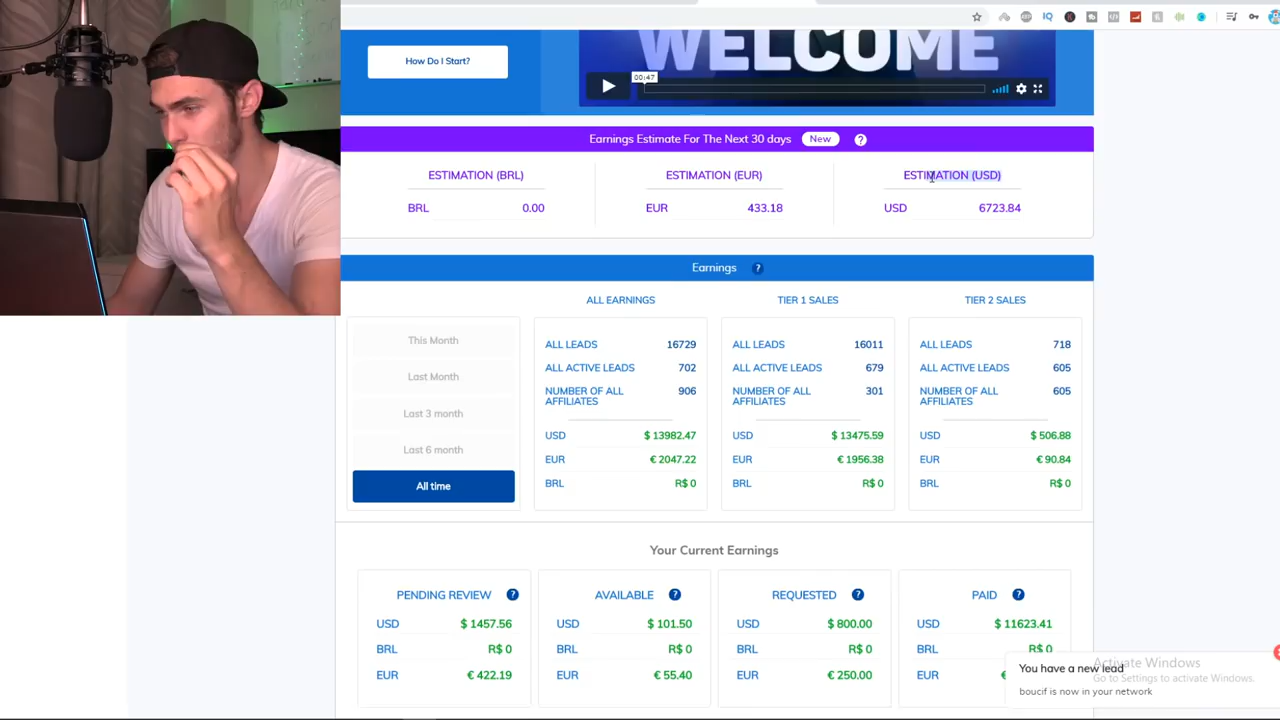 IQ
WELCOME
How Do I Start?
00:47
Earnings Estimate For The Next 30 days New ?
ESTIMATION (BRL) ESTIMATION (EUR) ESTIMATION (USD)
BRL 0.00 EUR 433.18 USD 6723.84
Earnings ?
ALL EARNINGS TIER 1 SALES TIER 2 SALES
This Month
Last Month
Last 3 month
Last 6 month
All time
ALL LEADS 16729
ALL ACTIVE LEADS 702
NUMBER OF ALL 906
AFFILIATES
USD $ 13982.47
EUR € 2047.22
BRL R$ 0
ALL LEADS 16011
ALL ACTIVE LEADS 679
NUMBER OF ALL 301
AFFILIATES
USD $ 13475.59
EUR € 1956.38
BRL R$ 0
ALL LEADS 718
ALL ACTIVE LEADS 605
NUMBER OF ALL 605
AFFILIATES
USD $ 506.88
EUR € 90.84
BRL R$ 0
Your Current Earnings
PENDING REVIEW ?
USD $ 1457.56
BRL R$ 0
EUR € 422.19
AVAILABLE ?
USD $ 101.50
BRL R$ 0
EUR € 55.40
REQUESTED ?
USD $ 800.00
BRL R$ 0
EUR € 250.00
PAID ?
USD $ 11623.41
BRL R$ 0
EUR €
You have a new lead
boucif is now in your network
Activate Windows
Go to Settings to activate Windows.